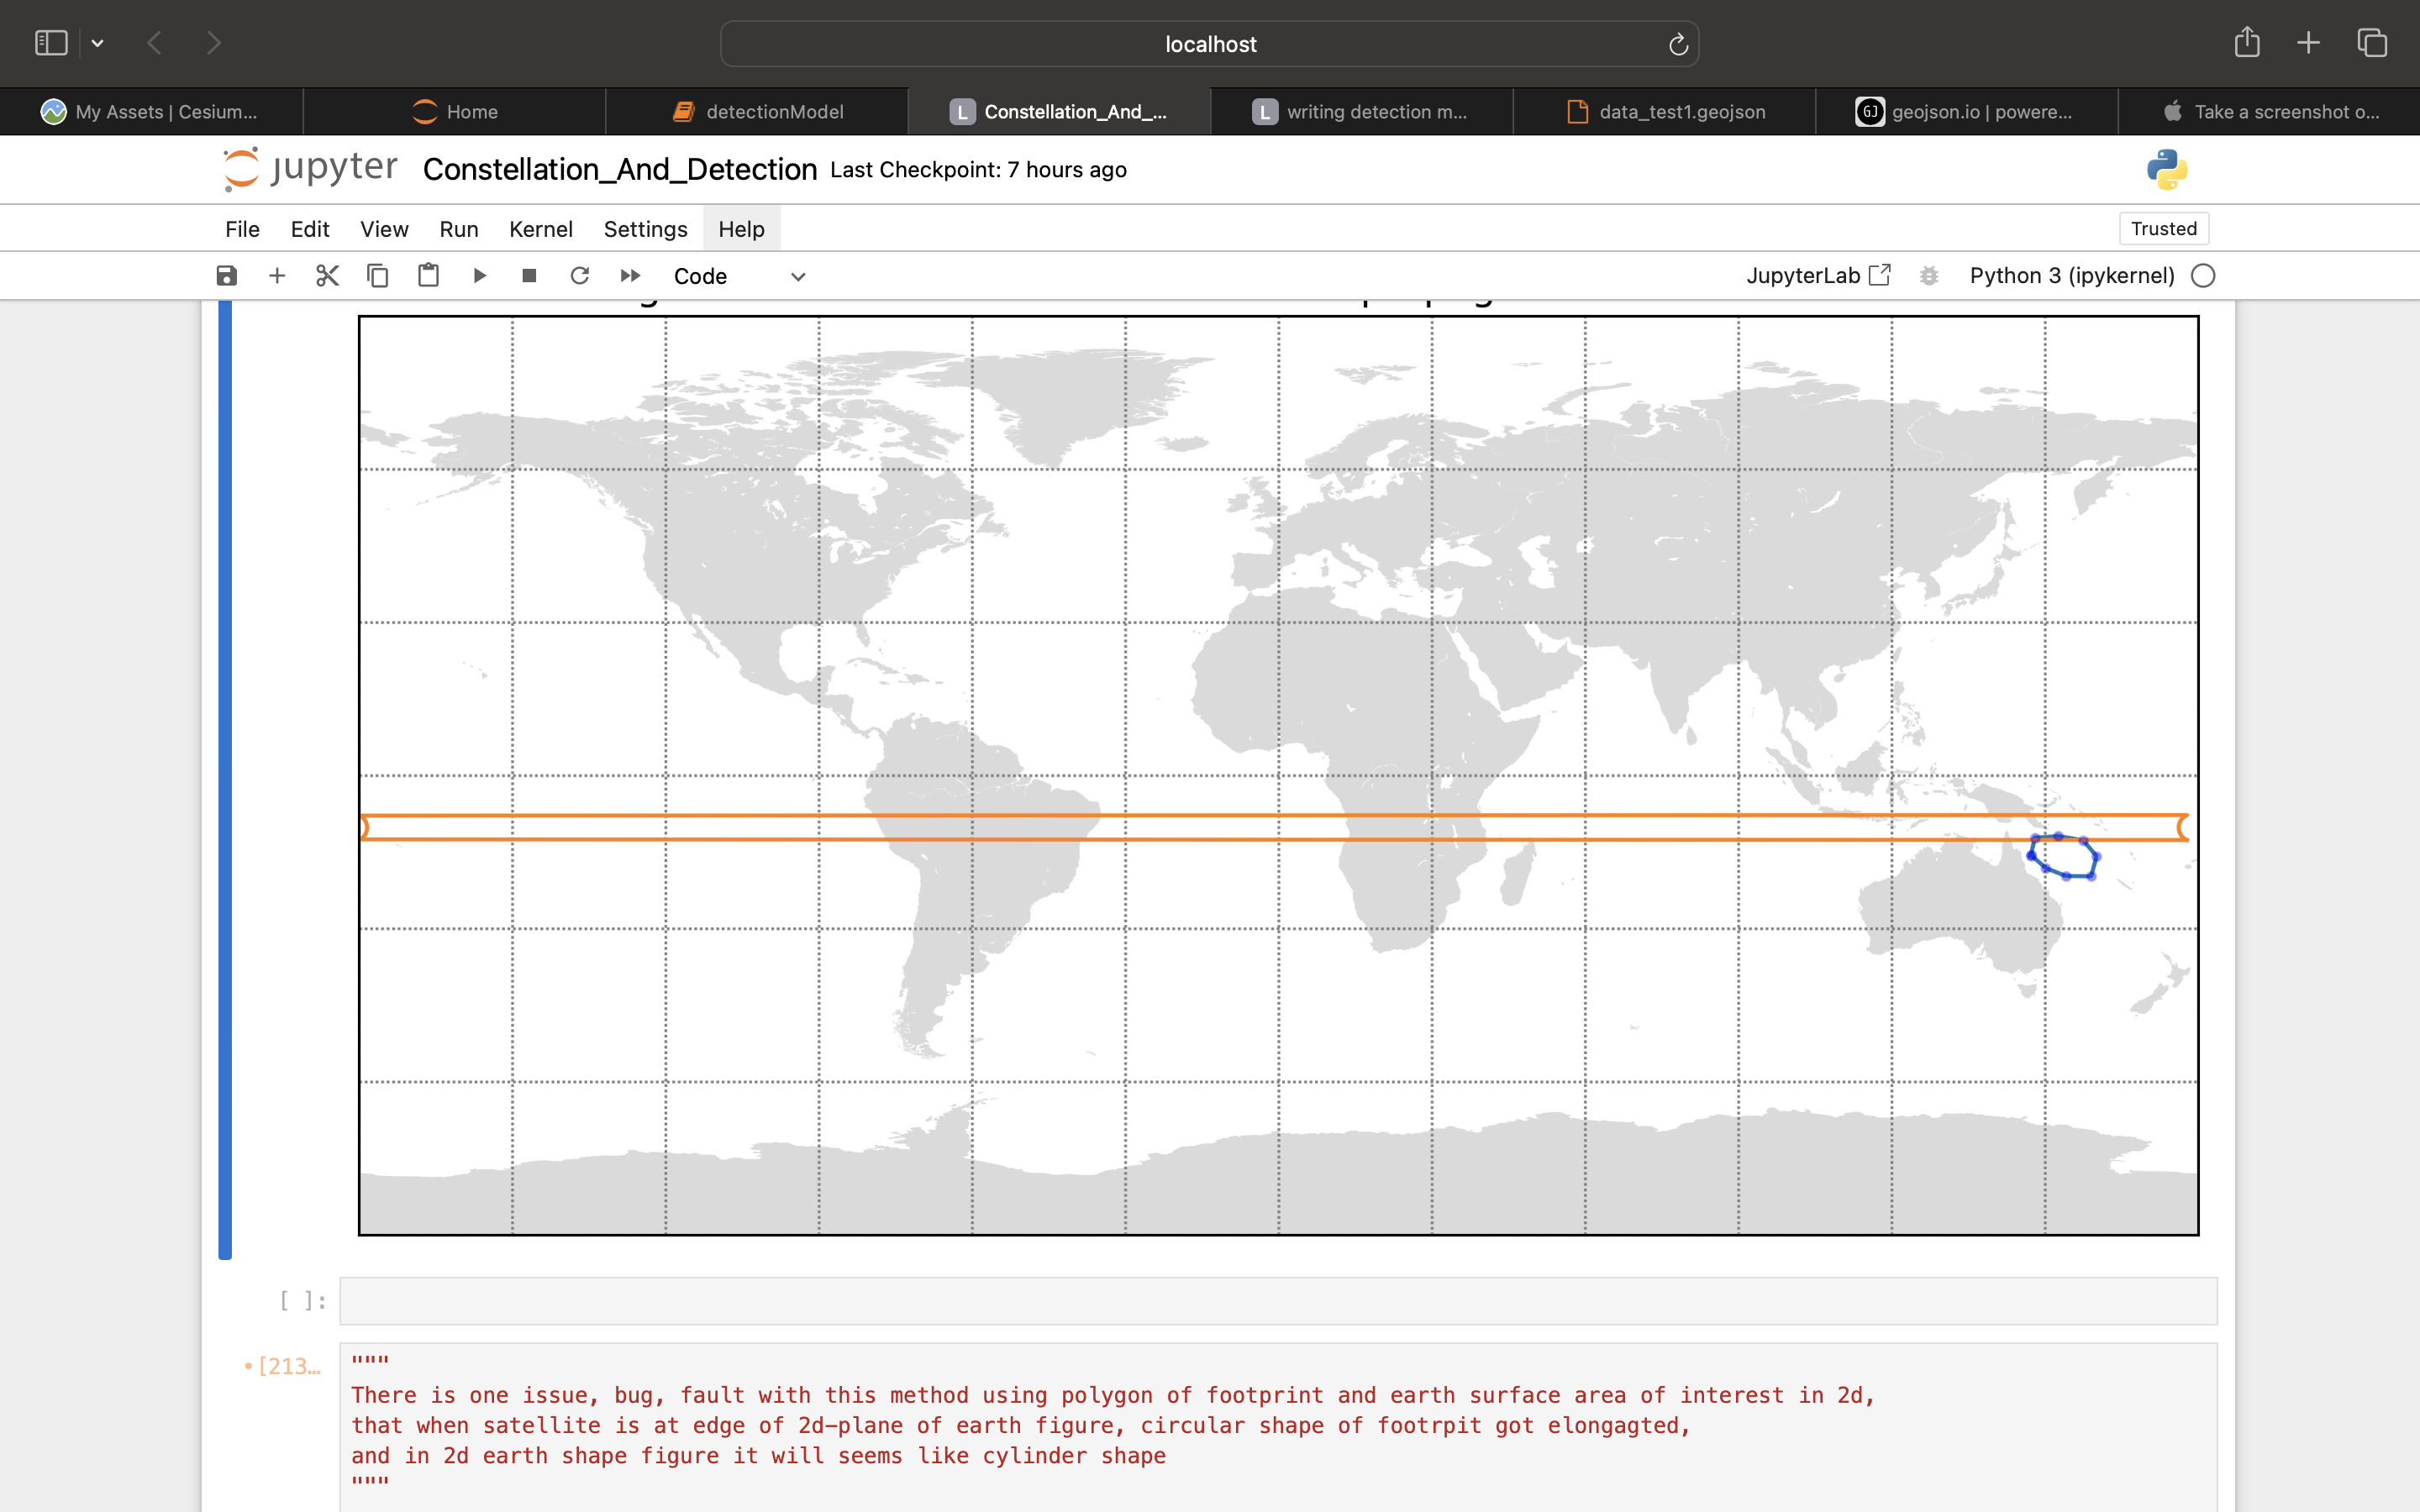 localhost
My Assets | Cesium...
Home
detectionModel
L Constellation_And_...
L writing detection m...
data_test1.geojson
GJ geojson.io | powere...
Take a screenshot o...
jupyter Constellation_And_Detection Last Checkpoint: 7 hours ago
File Edit View Run Kernel Settings Help
Trusted
Code
JupyterLab
Python 3 (ipykernel)
[ ]:
•[213…
"""
There is one issue, bug, fault with this method using polygon of footprint and earth surface area of interest in 2d,
that when satellite is at edge of 2d-plane of earth figure, circular shape of footrpit got elongagted,
and in 2d earth shape figure it will seems like cylinder shape
"""